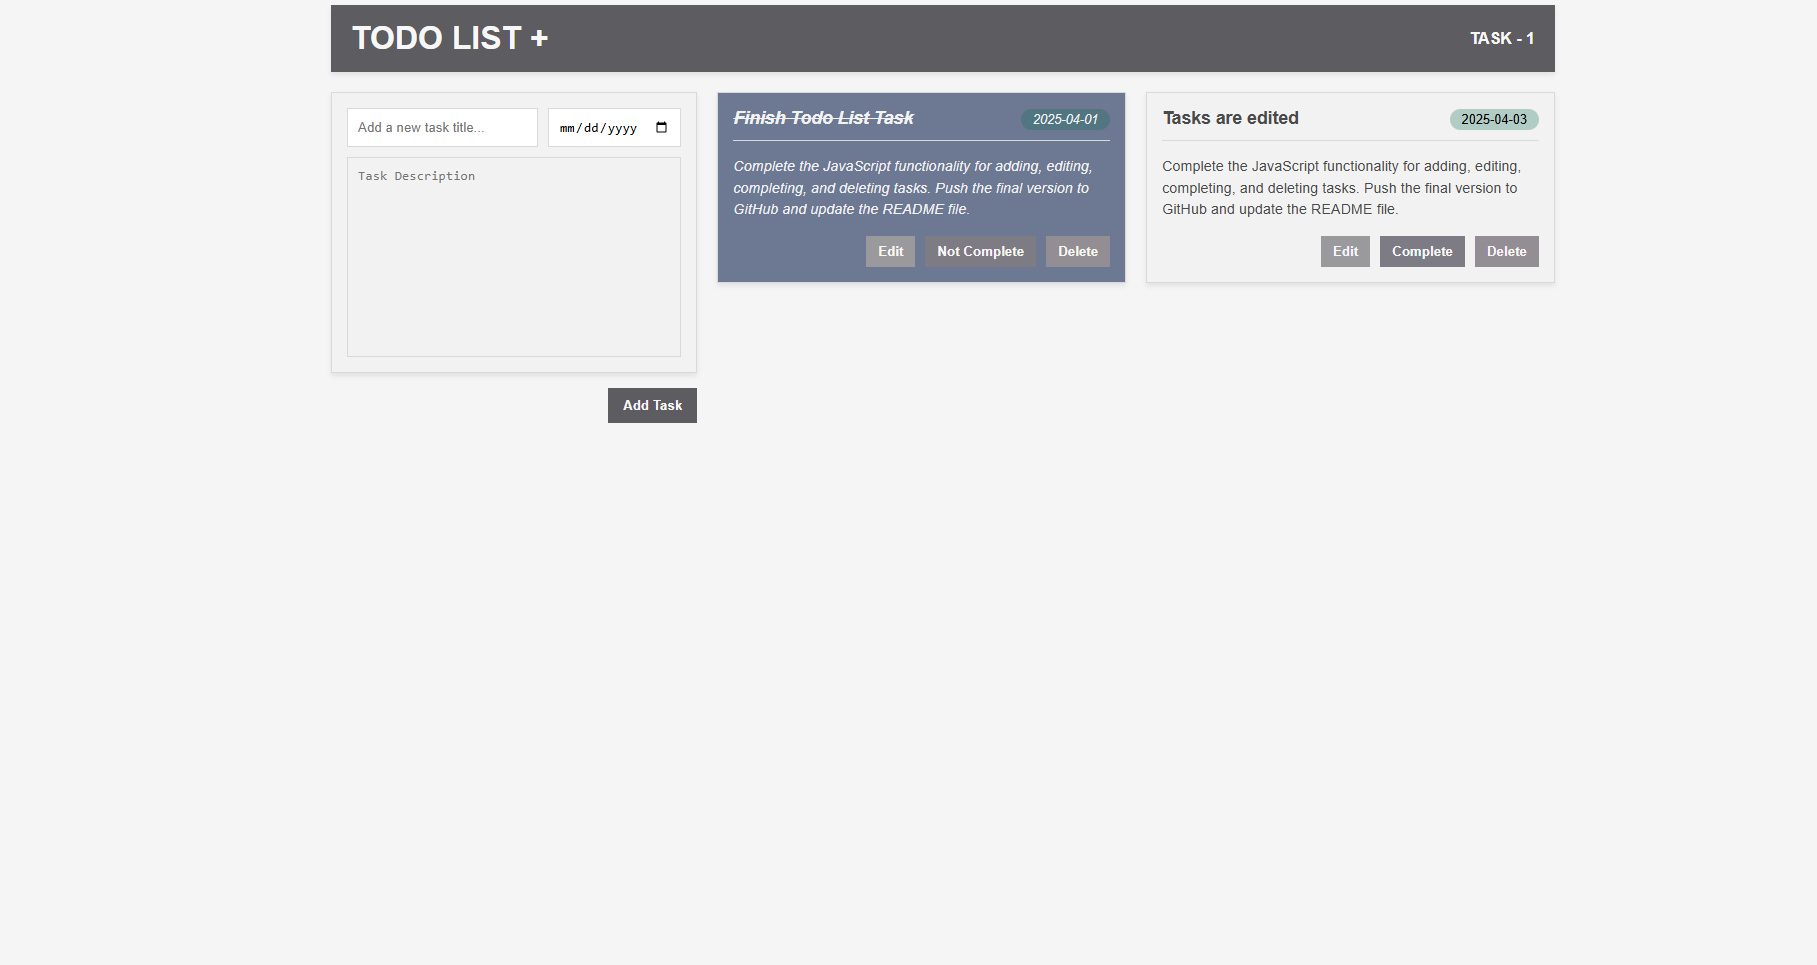 TODO LIST +
TASK - 1
Add a new task title...
mm/dd/yyyy
Task Description
Add Task
Finish Todo List Task
2025-04-01
Complete the JavaScript functionality for adding, editing,
completing, and deleting tasks. Push the final version to
GitHub and update the README file.
Edit
Not Complete
Delete
Tasks are edited
2025-04-03
Complete the JavaScript functionality for adding, editing,
completing, and deleting tasks. Push the final version to
GitHub and update the README file.
Edit
Complete
Delete